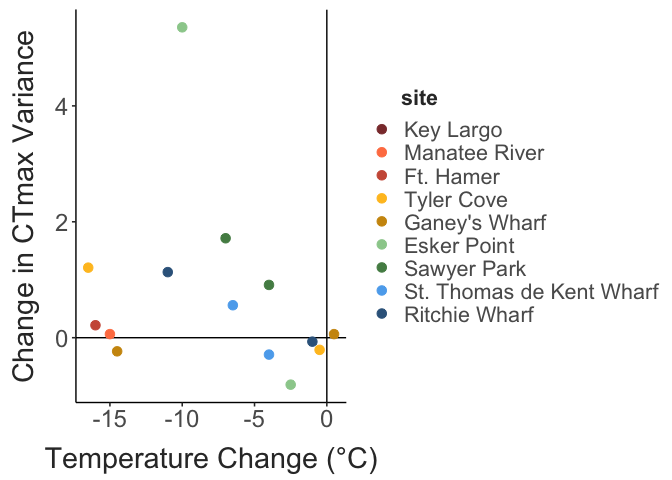 Change in CTmax Variance
4
2
0
-15 -10 -5 0
Temperature Change (°C)
site
Key Largo
Manatee River
Ft. Hamer
Tyler Cove
Ganey's Wharf
Esker Point
Sawyer Park
St. Thomas de Kent Wharf
Ritchie Wharf